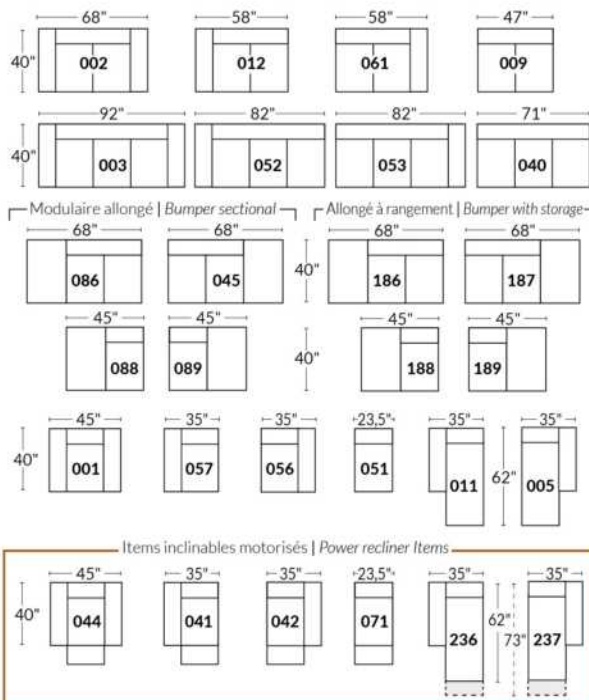 68" 58" 58" 47"
40" 002 012 061 009
92" 82" 82" 71"
40" 003 052 053 040
Modulaire allongé | Bumper sectional Allongé à rangement | Bumper with storage
68" 68" 68" 68"
086 045 40" 186 187
45" 45" 45" 45"
088 089 40" 188 189
45" 35" 35" 23,5" 35" 35"
40" 001 057 056 051 011 62" 005
Items inclinables motorisés | Power recliner Items
45" 35" 35" 23,5" 35" 35"
40" 044 041 042 071 236 62" 73" 237